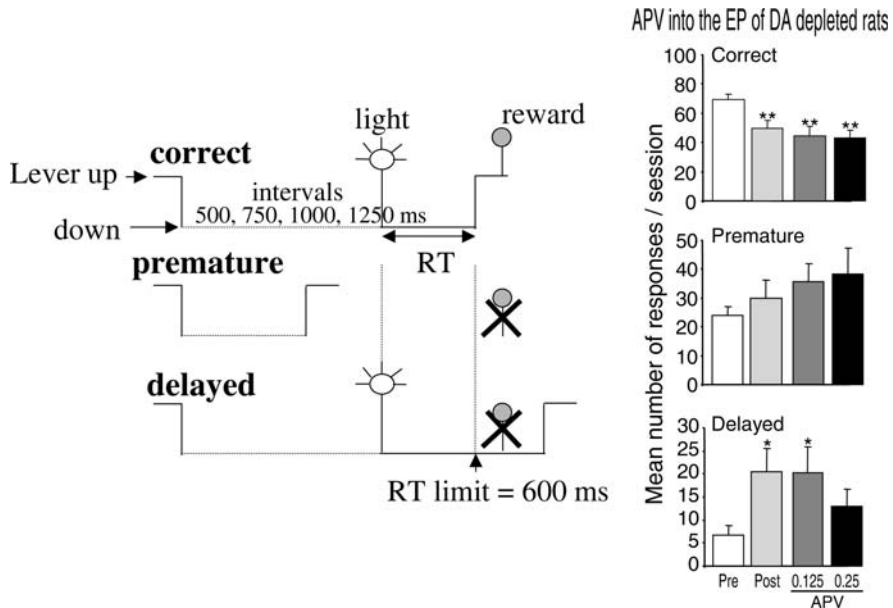 light
reward
correct
Lever up
intervals
500, 750, 1000, 1250 ms
down
RT
premature
delayed
RT limit = 600 ms
APV into the EP of DA depleted rats
Mean number of responses / session
Correct
100
80
60
40
20
0
** ** **
Premature
50
40
30
20
10
0
Delayed
30
25
20
15
10
5
0
* *
Pre Post 0.125 0.25
APV